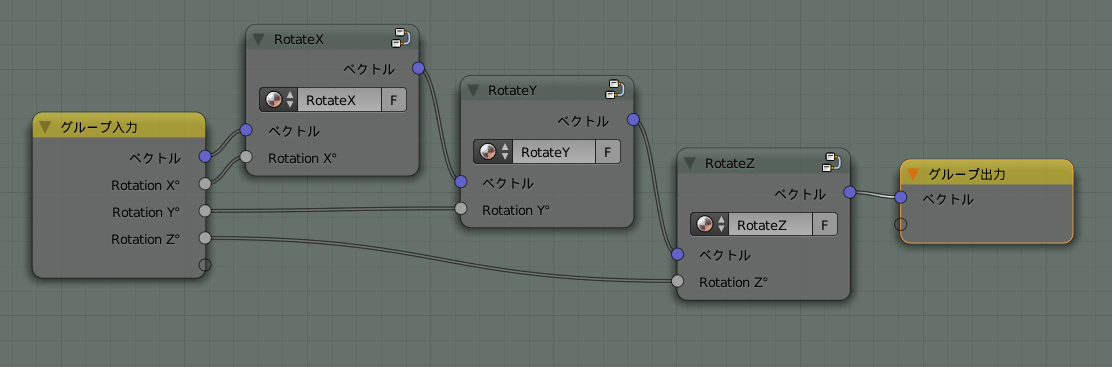 グループ入力
ベクトル
Rotation X°
Rotation Y°
Rotation Z°
RotateX
ベクトル
RotateX F
ベクトル
Rotation X°
RotateY
ベクトル
RotateY F
ベクトル
Rotation Y°
RotateZ
ベクトル
RotateZ F
ベクトル
Rotation Z°
グループ出力
ベクトル